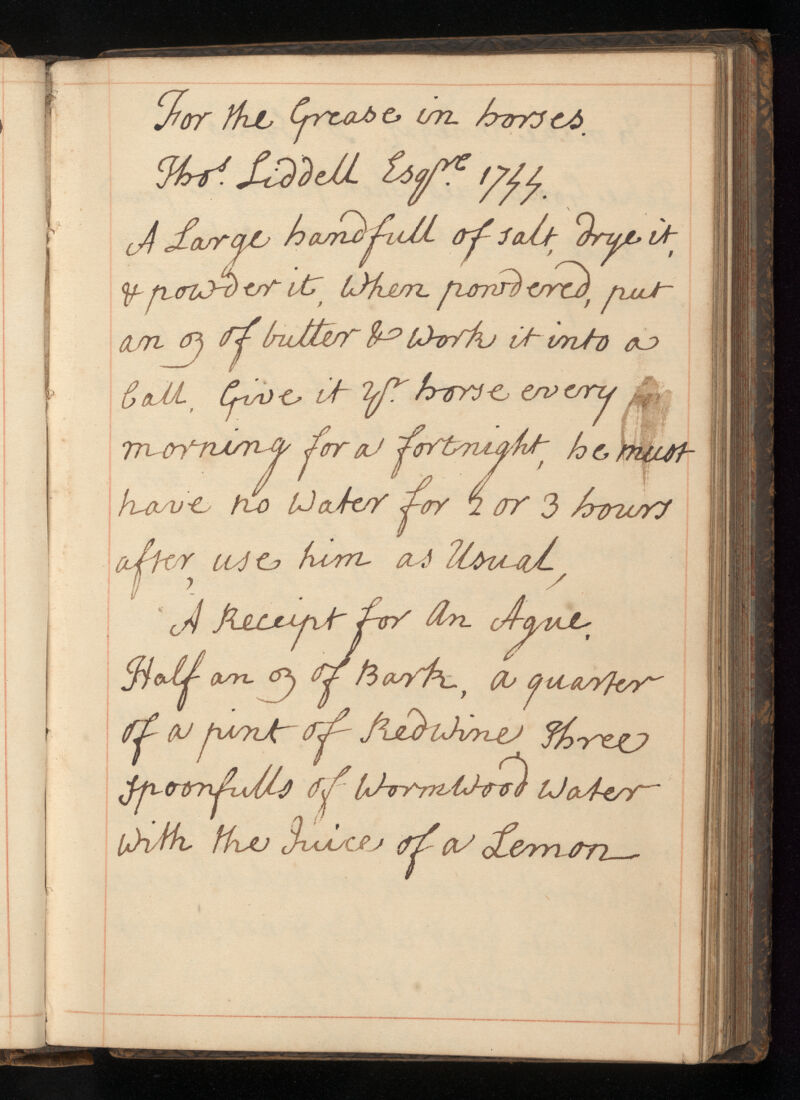 For the Grease in horses.
Thos. Liddell Esqre. 1744.
A Large handfull of salt, drye it,
& powder it, When powdered, put
an oz of butter & Work it into a
ball, Give it yr. horse every
morning for a fortnight, he must
have no Water for 2 or 3 hours
after, use him as Usual,
A Receipt for An Ague.
Half an oz of Bark, a quarter
of a pint of Red Wine, Three
spoonfulls of Worm Wood Water
With the Juice of a Lemon